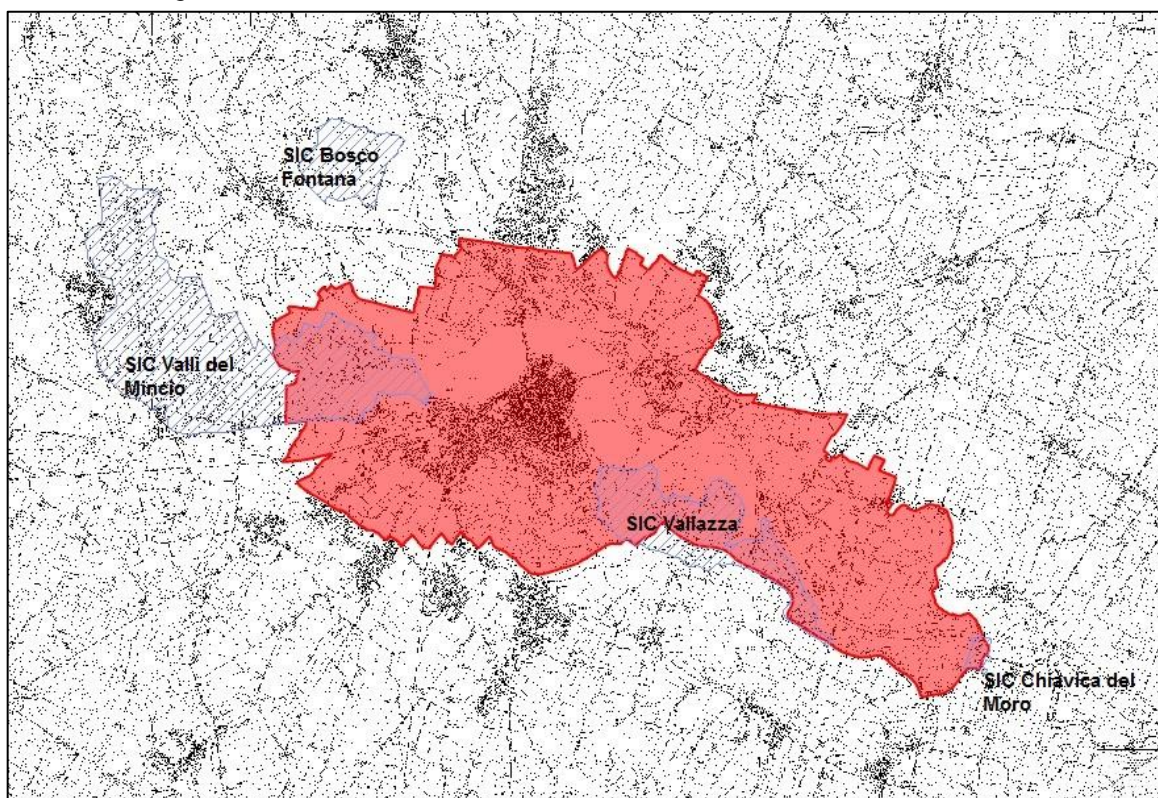 SIC Bosco
Fontana
SIC Valli del
Mincio
SIC Vallazza
SIC Chiavica del
Moro